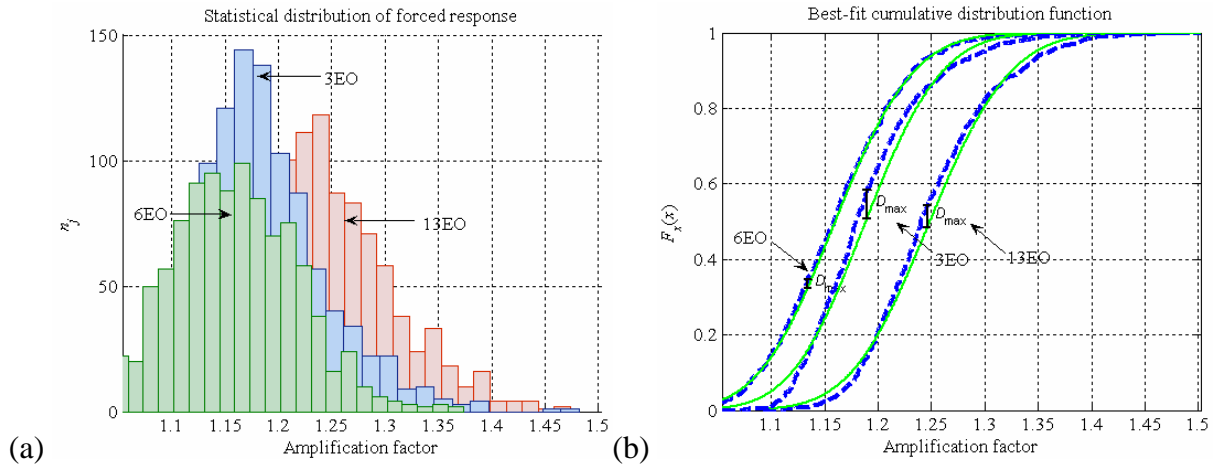 Statistical distribution of forced response
150
100
50
0
n_j
3EO
6EO
13EO
1.1 1.15 1.2 1.25 1.3 1.35 1.4 1.45 1.5
Amplification factor
(a)
Best-fit cumulative distribution function
1
0.8
0.6
0.4
0.2
0
F_x(x)
D_max
D_max
6EO
3EO
13EO
D_max
1.1 1.15 1.2 1.25 1.3 1.35 1.4 1.45 1.5
Amplification factor
(b)